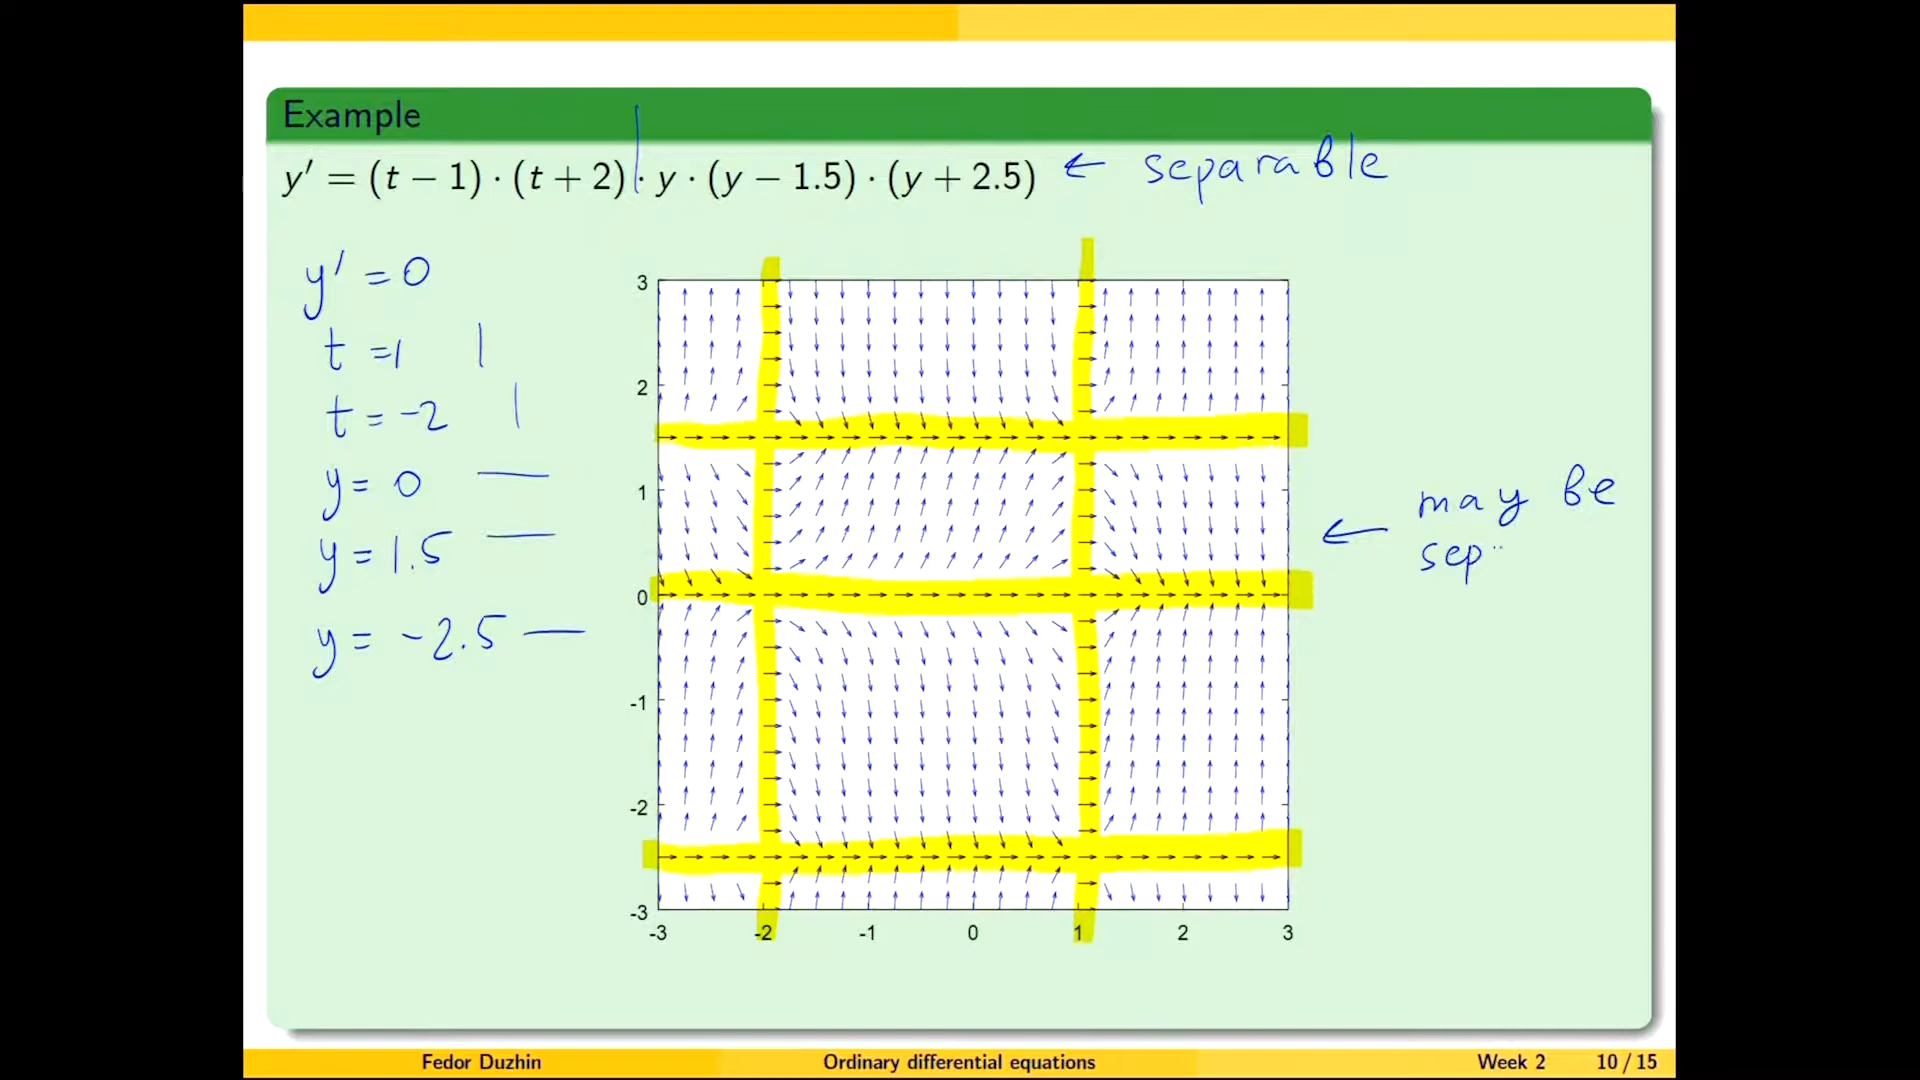 Example
y′ = (t − 1) · (t + 2) · y · (y − 1.5) · (y + 2.5) ← separable
y′ = 0
t = 1 |
t = -2 |
y = 0 —
y = 1.5 —
y = -2.5 —
3
2
1
0
-1
-2
-3
-3 -2 -1 0 1 2 3
may be
← sep..
Fedor Duzhin Ordinary differential equations Week 2 10 / 15